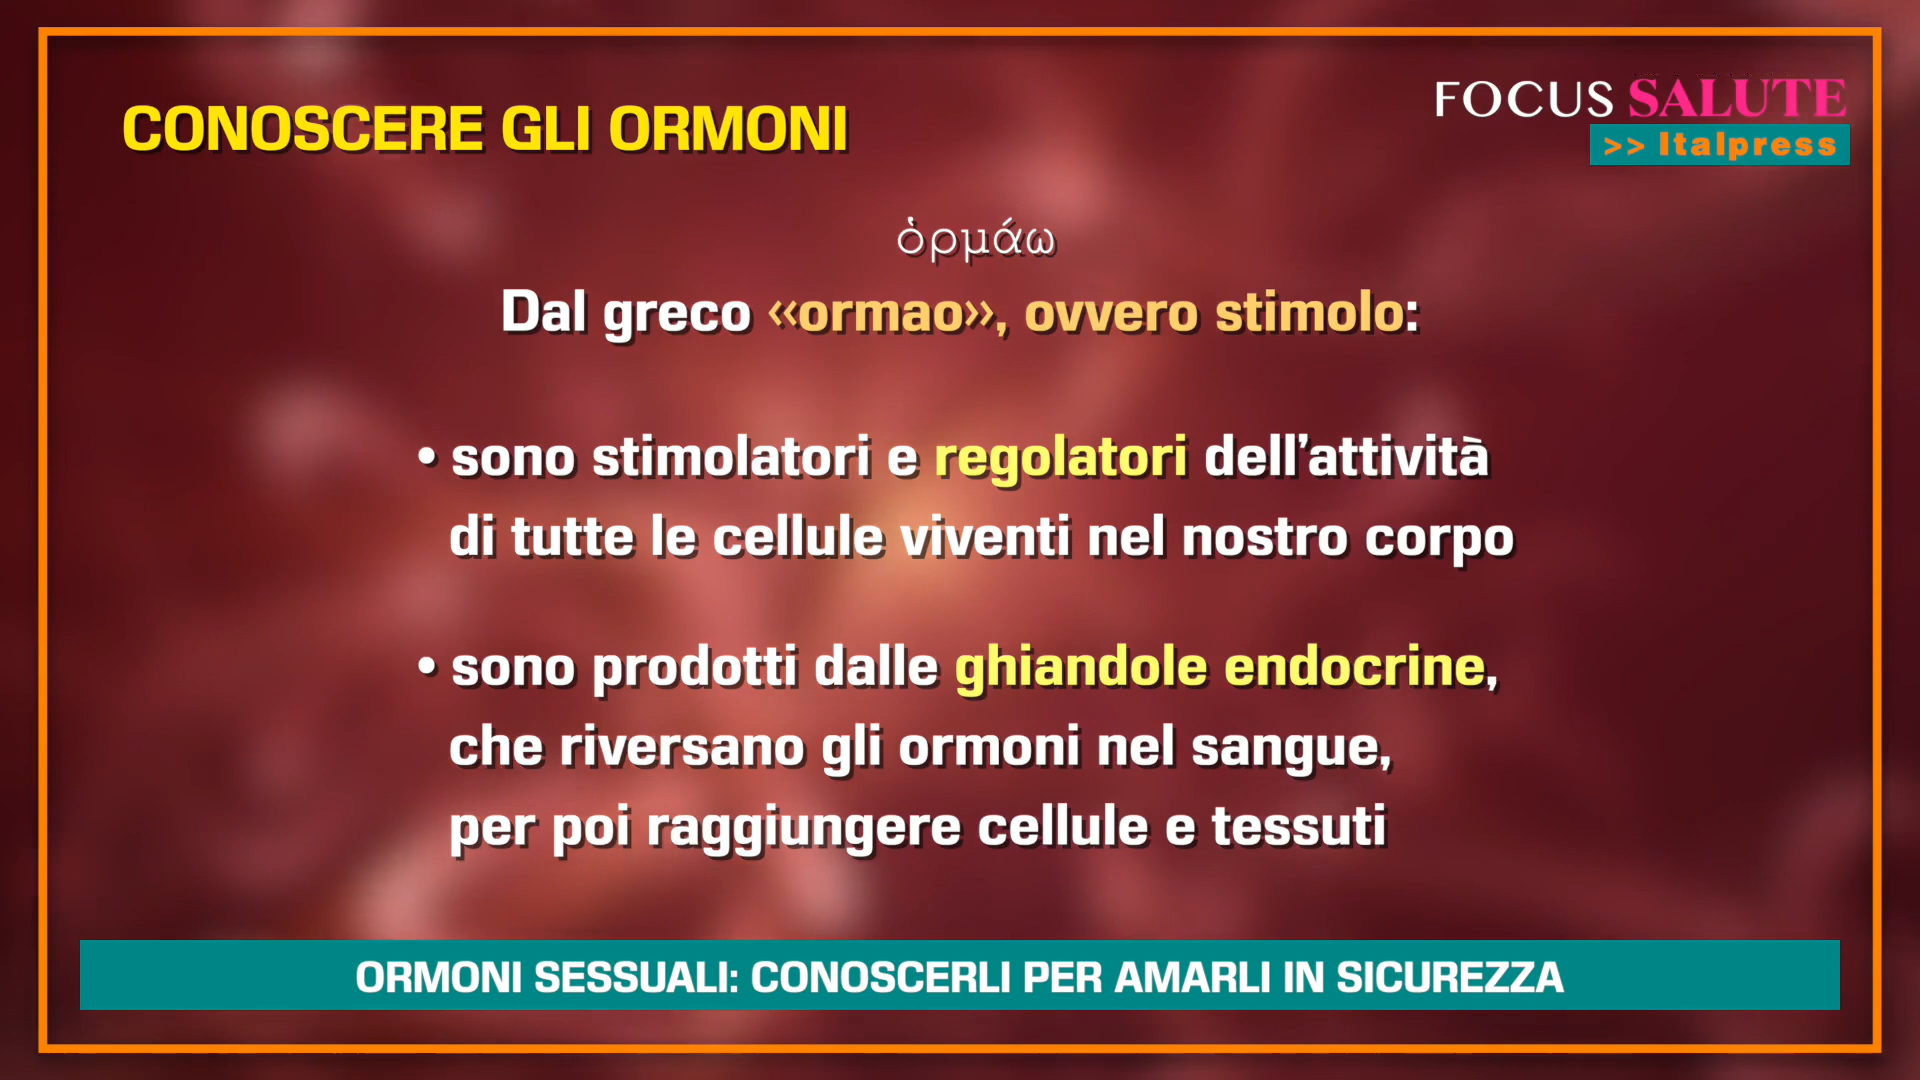 CONOSCERE GLI ORMONI
FOCUS SALUTE
>> Italpress
ὁρμάω
Dal greco «ormao», ovvero stimolo:
• sono stimolatori e regolatori dell’attività
di tutte le cellule viventi nel nostro corpo
• sono prodotti dalle ghiandole endocrine,
che riversano gli ormoni nel sangue,
per poi raggiungere cellule e tessuti
ORMONI SESSUALI: CONOSCERLI PER AMARLI IN SICUREZZA